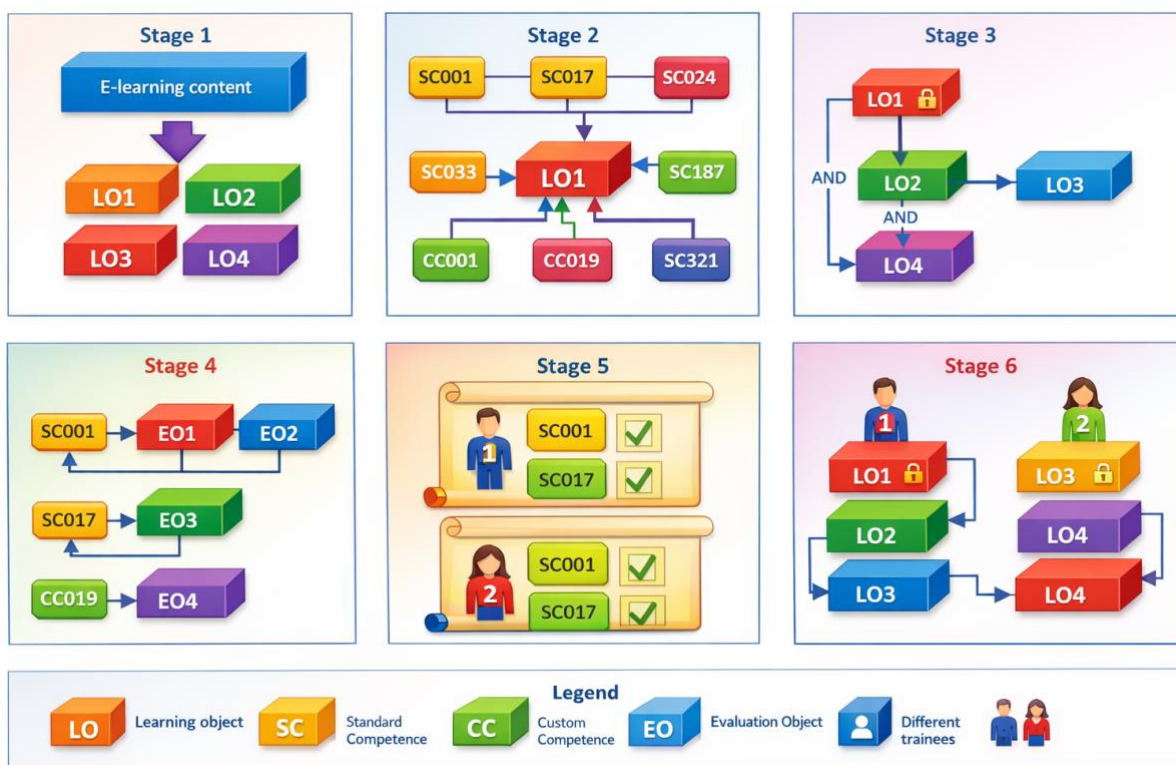 Stage 1
E-learning content
LO1
LO2
LO3
LO4
Stage 2
SC001
SC017
SC024
SC033
LO1
SC187
CC001
CC019
SC321
Stage 3
LO1
AND
LO2
LO3
AND
LO4
Stage 4
SC001
EO1
EO2
SC017
EO3
CC019
EO4
Stage 5
1
SC001
SC017
2
SC001
SC017
Stage 6
1
2
LO1
LO3
LO2
LO4
LO3
LO4
Legend
LO
Learning object
SC
Standard
Competence
CC
Custom
Competence
EO
Evaluation Object
Different
trainees